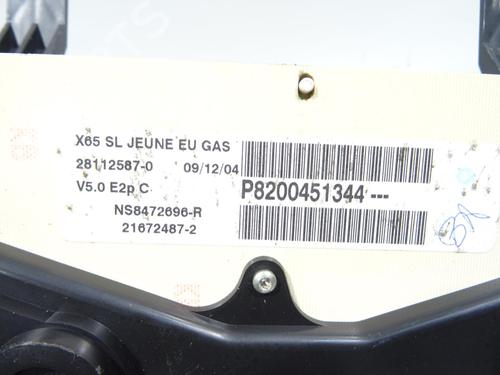 X65 SL JEUNE EU GAS
28112587-0 09/12/04
V5.0 E2p C P8200451344---
NS8472696-R
21672487-2